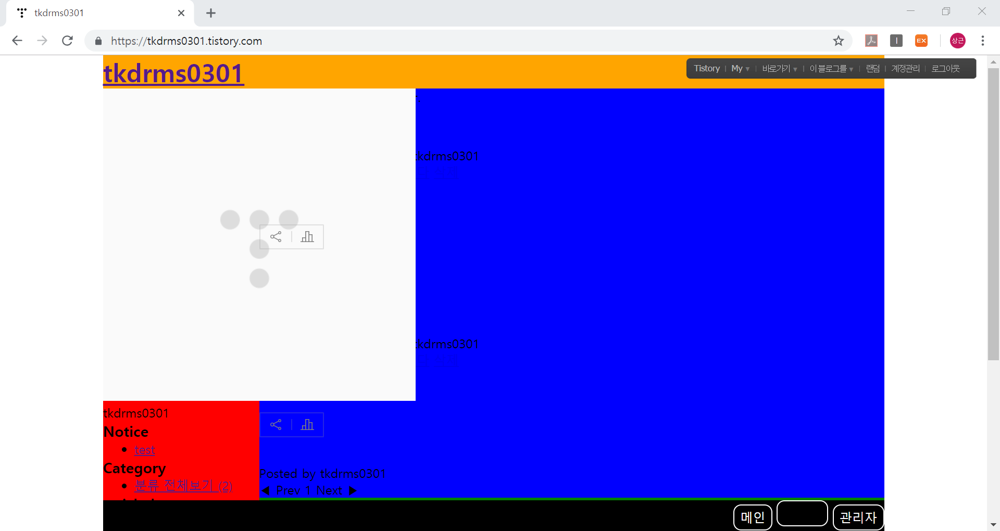 tkdrms0301
https://tkdrms0301.tistory.com
EX
상근
tkdrms0301
Tistory | My ▼ | 바로가기 ▼ | 이 블로그를 ▼ | 랜덤 | 계정관리 | 로그아웃
tkdrms0301
tkdrms0301
tkdrms0301
Notice
test
Category
분류 전체보기 (2)
Posted by tkdrms0301
◀ Prev 1 Next ▶
메인
관리자